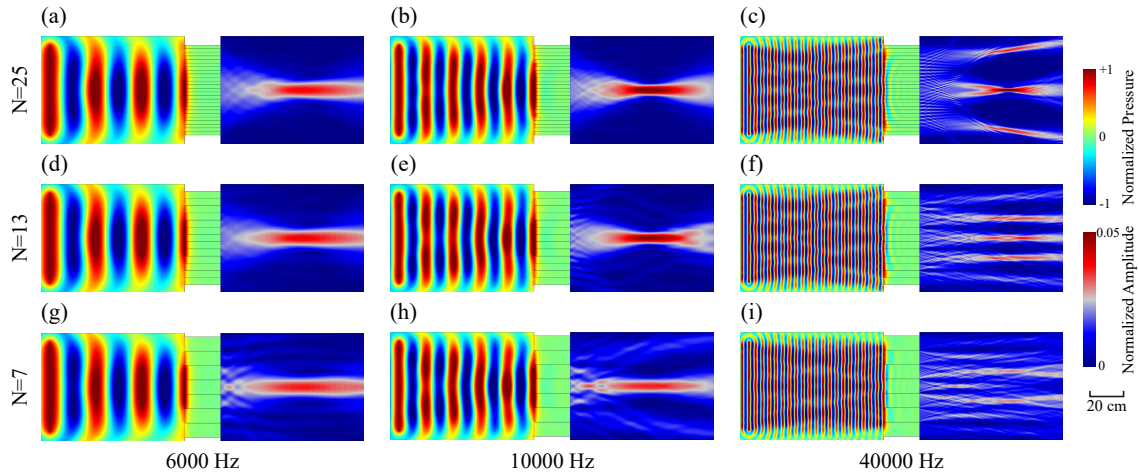 (a)
(b)
(c)
N=25
(d)
(e)
(f)
N=13
(g)
(h)
(i)
N=7
6000 Hz
10000 Hz
40000 Hz
+1
0
-1
Normalized Pressure
0.05
0
Normalized Amplitude
20 cm